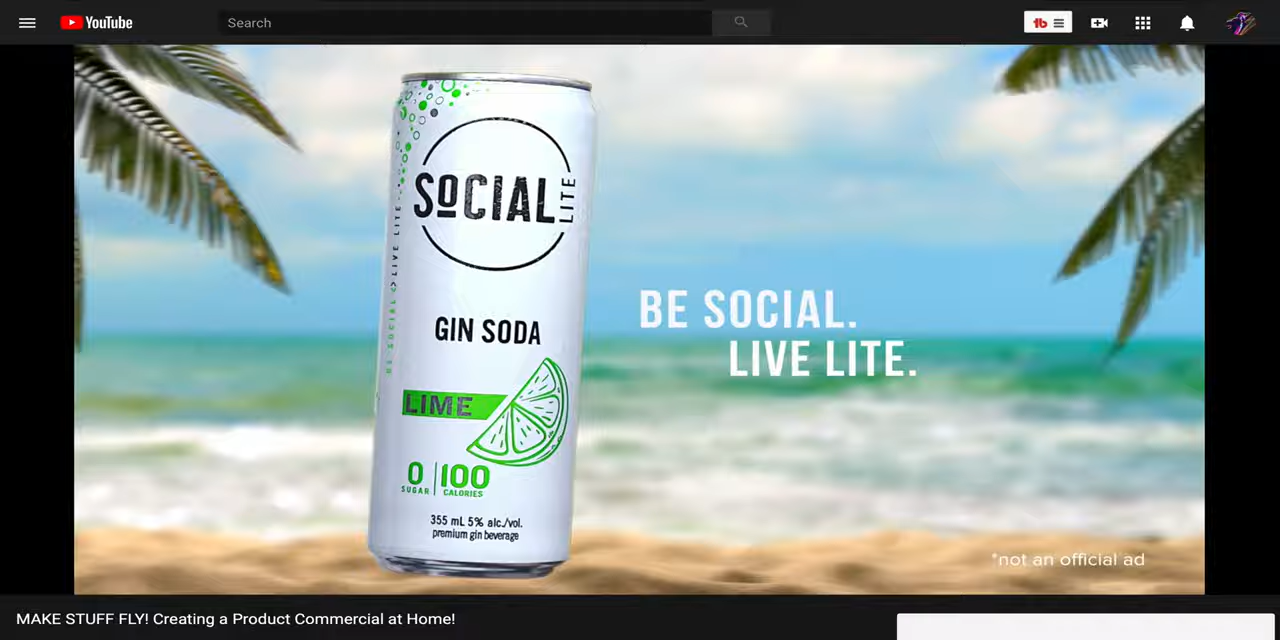 YouTube
Search
SOCIAL
LITE
BE SOCIAL LIVE LITE.
GIN SODA
LIME
0 100
SUGAR CALORIES
355 mL 5% alc./vol.
premium gin beverage
BE SOCIAL.
LIVE LITE.
*not an official ad
MAKE STUFF FLY! Creating a Product Commercial at Home!